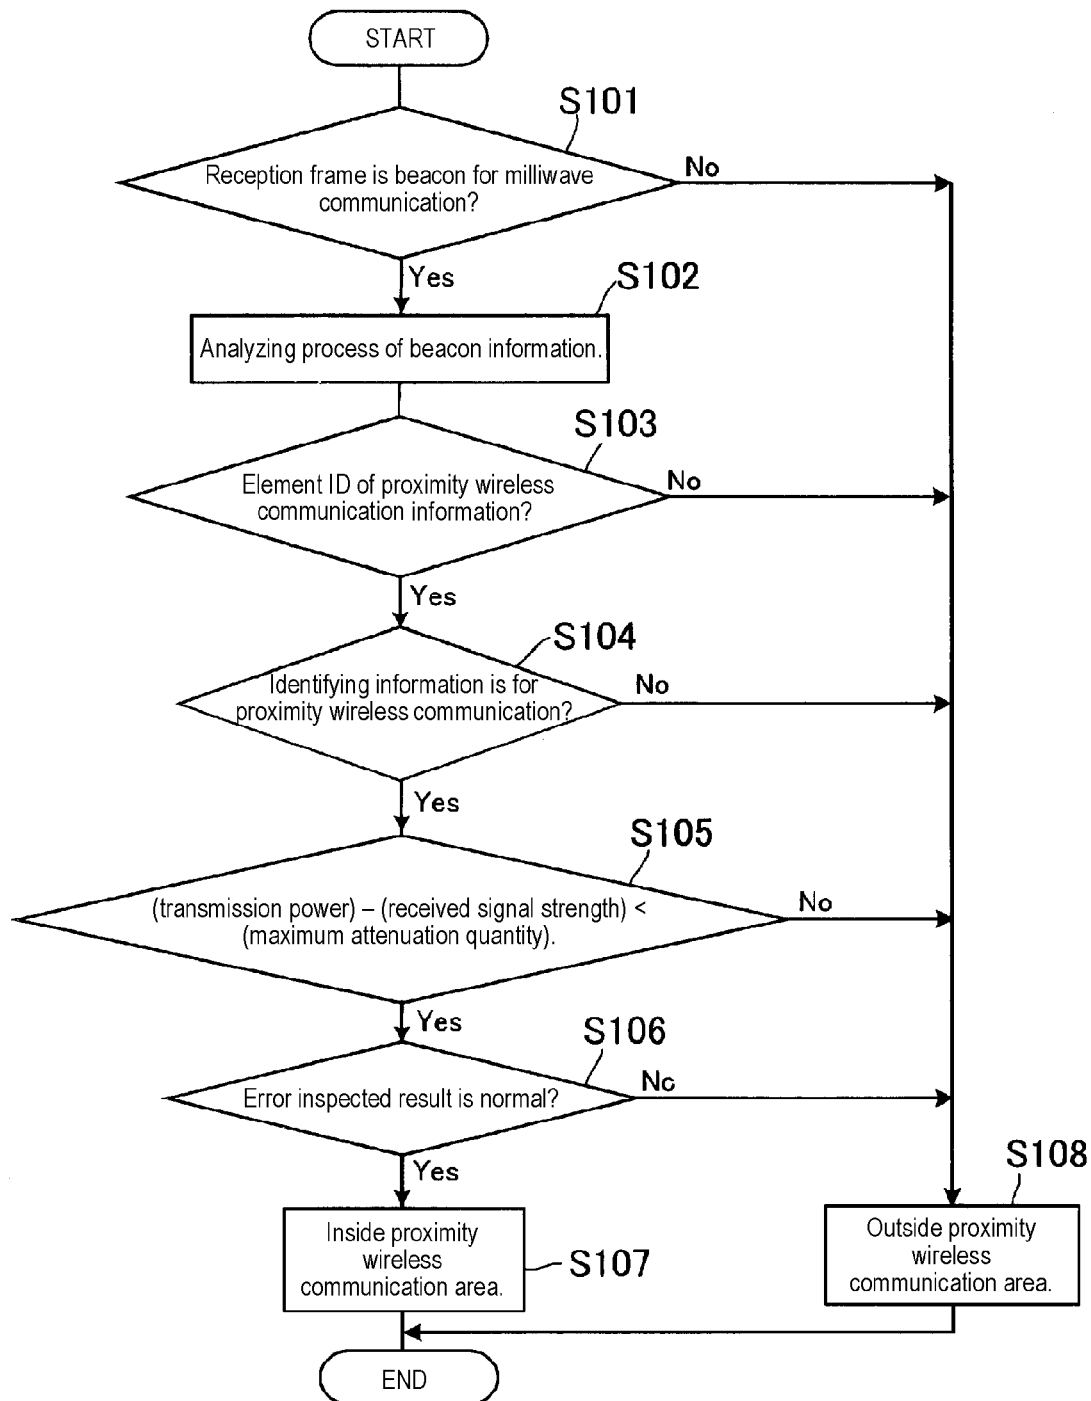 START
S101
Reception frame is beacon for milliwave
communication?
No
Yes
S102
Analyzing process of beacon information.
S103
Element ID of proximity wireless
communication information?
No
Yes
S104
Identifying information is for
proximity wireless communication?
No
Yes
S105
(transmission power) – (received signal strength) <
(maximum attenuation quantity).
No
Yes
S106
Error inspected result is normal?
No
Yes
S107
Inside proximity
wireless
communication area.
S108
Outside proximity
wireless
communication area.
END